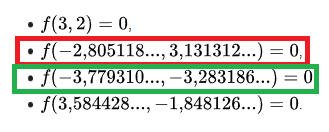 • f(3, 2) = 0,
• f(−2,805118..., 3,131312...) = 0,
• f(−3,779310..., −3,283186...) = 0
• f(3,584428..., −1,848126...) = 0.